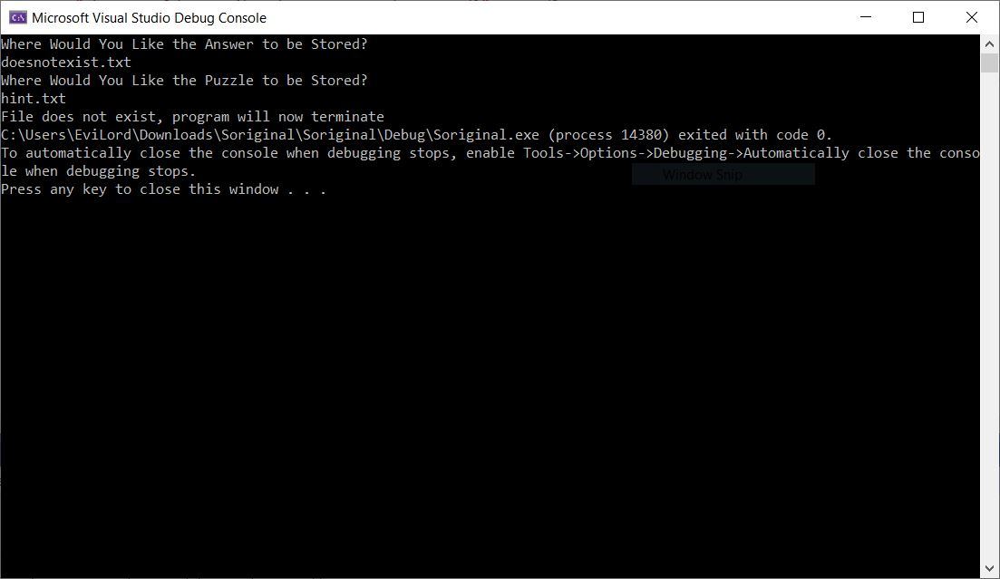 Microsoft Visual Studio Debug Console
Where Would You Like the Answer to be Stored?
doesnotexist.txt
Where Would You Like the Puzzle to be Stored?
hint.txt
File does not exist, program will now terminate
C:\Users\EviLord\Downloads\Soriginal\Soriginal\Debug\Soriginal.exe (process 14380) exited with code 0.
To automatically close the console when debugging stops, enable Tools->Options->Debugging->Automatically close the conso
le when debugging stops.
Window Snip
Press any key to close this window . . .